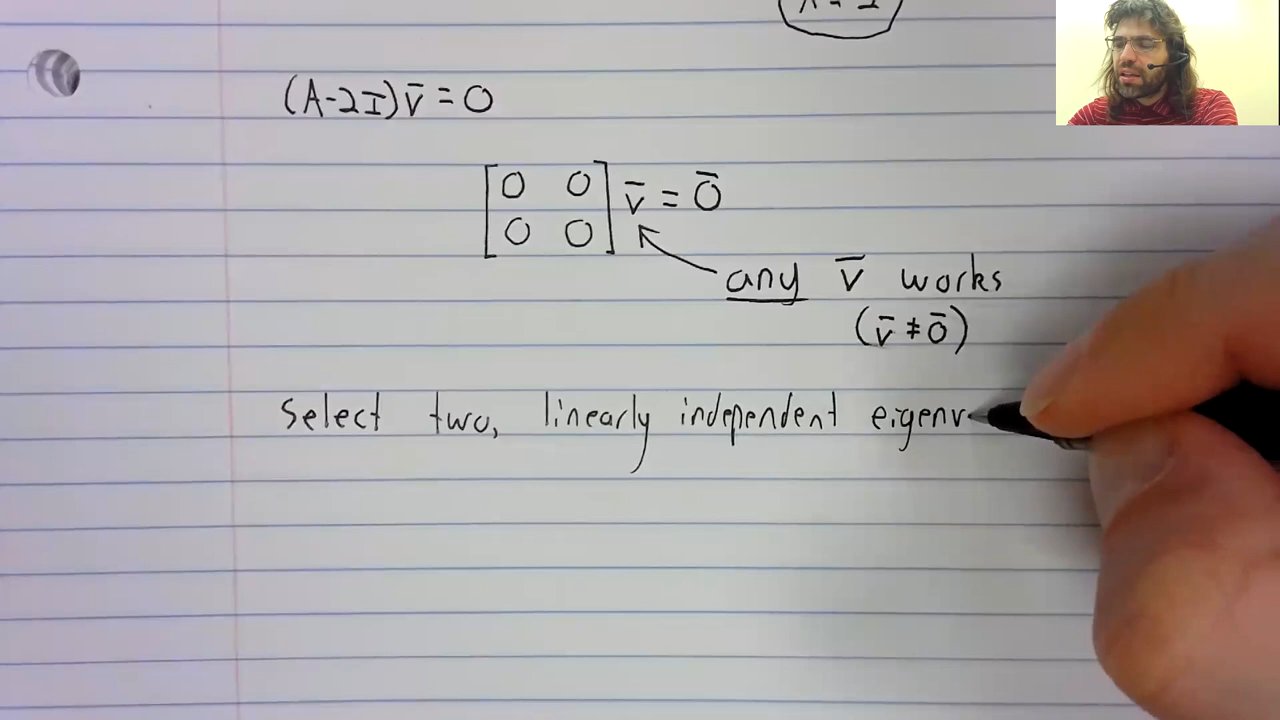 (A-2I)v̄ = 0
[0 0
0 0] v̄ = 0̄
any v̄ works
(v̄ ≠ 0̄)
Select two, linearly independent eigenv